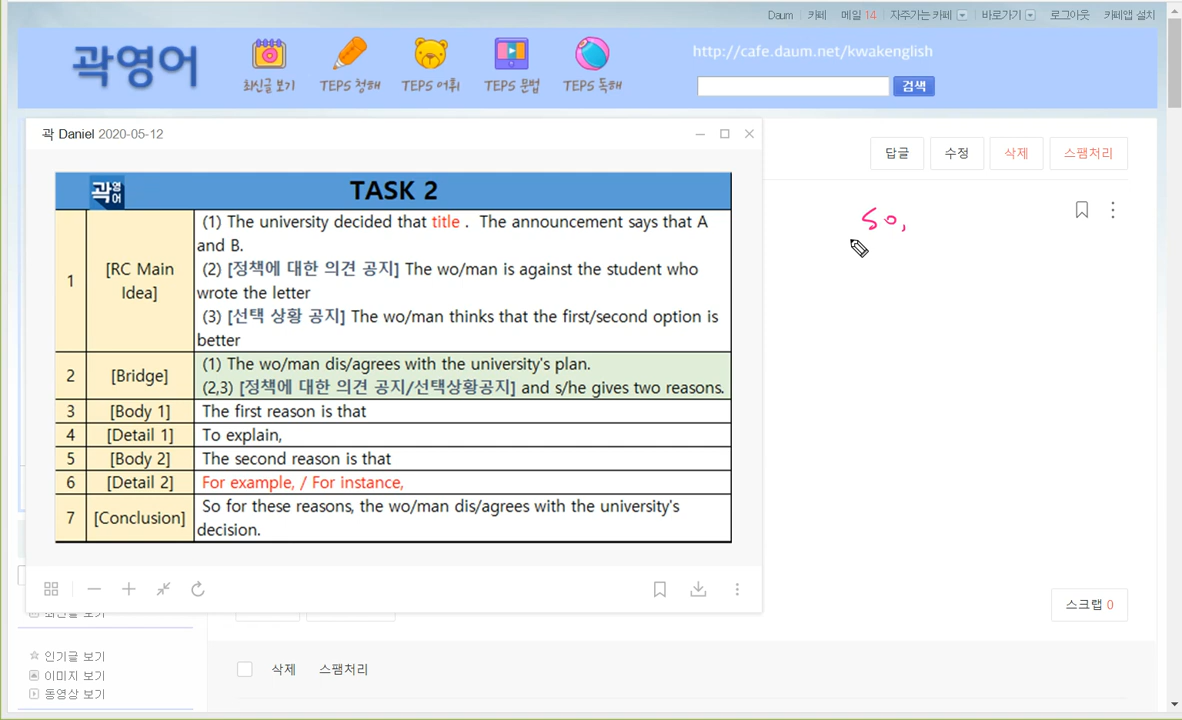 Daum 카페 메일 14 자주가는 카페 바로가기 로그아웃 카페앱 설치
곽영어
최신글 보기 TEPS 청해 TEPS 어휘 TEPS 문법 TEPS 독해
http://cafe.daum.net/kwakenglish
검색
곽 Daniel 2020-05-12
답글 수정 삭제 스팸처리
곽영어 TASK 2
1 [RC Main Idea]
(1) The university decided that title . The announcement says that A
and B.
(2) [정책에 대한 의견 공지] The wo/man is against the student who
wrote the letter
(3) [선택 상황 공지] The wo/man thinks that the first/second option is
better
2 [Bridge]
(1) The wo/man dis/agrees with the university's plan.
(2,3) [정책에 대한 의견 공지/선택상황공지] and s/he gives two reasons.
3 [Body 1] The first reason is that
4 [Detail 1] To explain,
5 [Body 2] The second reason is that
6 [Detail 2] For example, / For instance,
7 [Conclusion]
So for these reasons, the wo/man dis/agrees with the university's
decision.
So,
스크랩 0
최신글 보기
인기글 보기
이미지 보기
동영상 보기
삭제 스팸처리